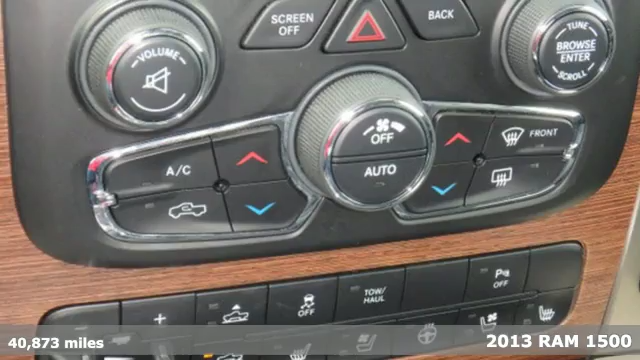 SCREEN OFF
BACK
VOLUME
TUNE
BROWSE/ENTER
SCROLL
OFF
AUTO
A/C
FRONT
OFF
TOW/HAUL
P OFF
40,873 miles
2013 RAM 1500